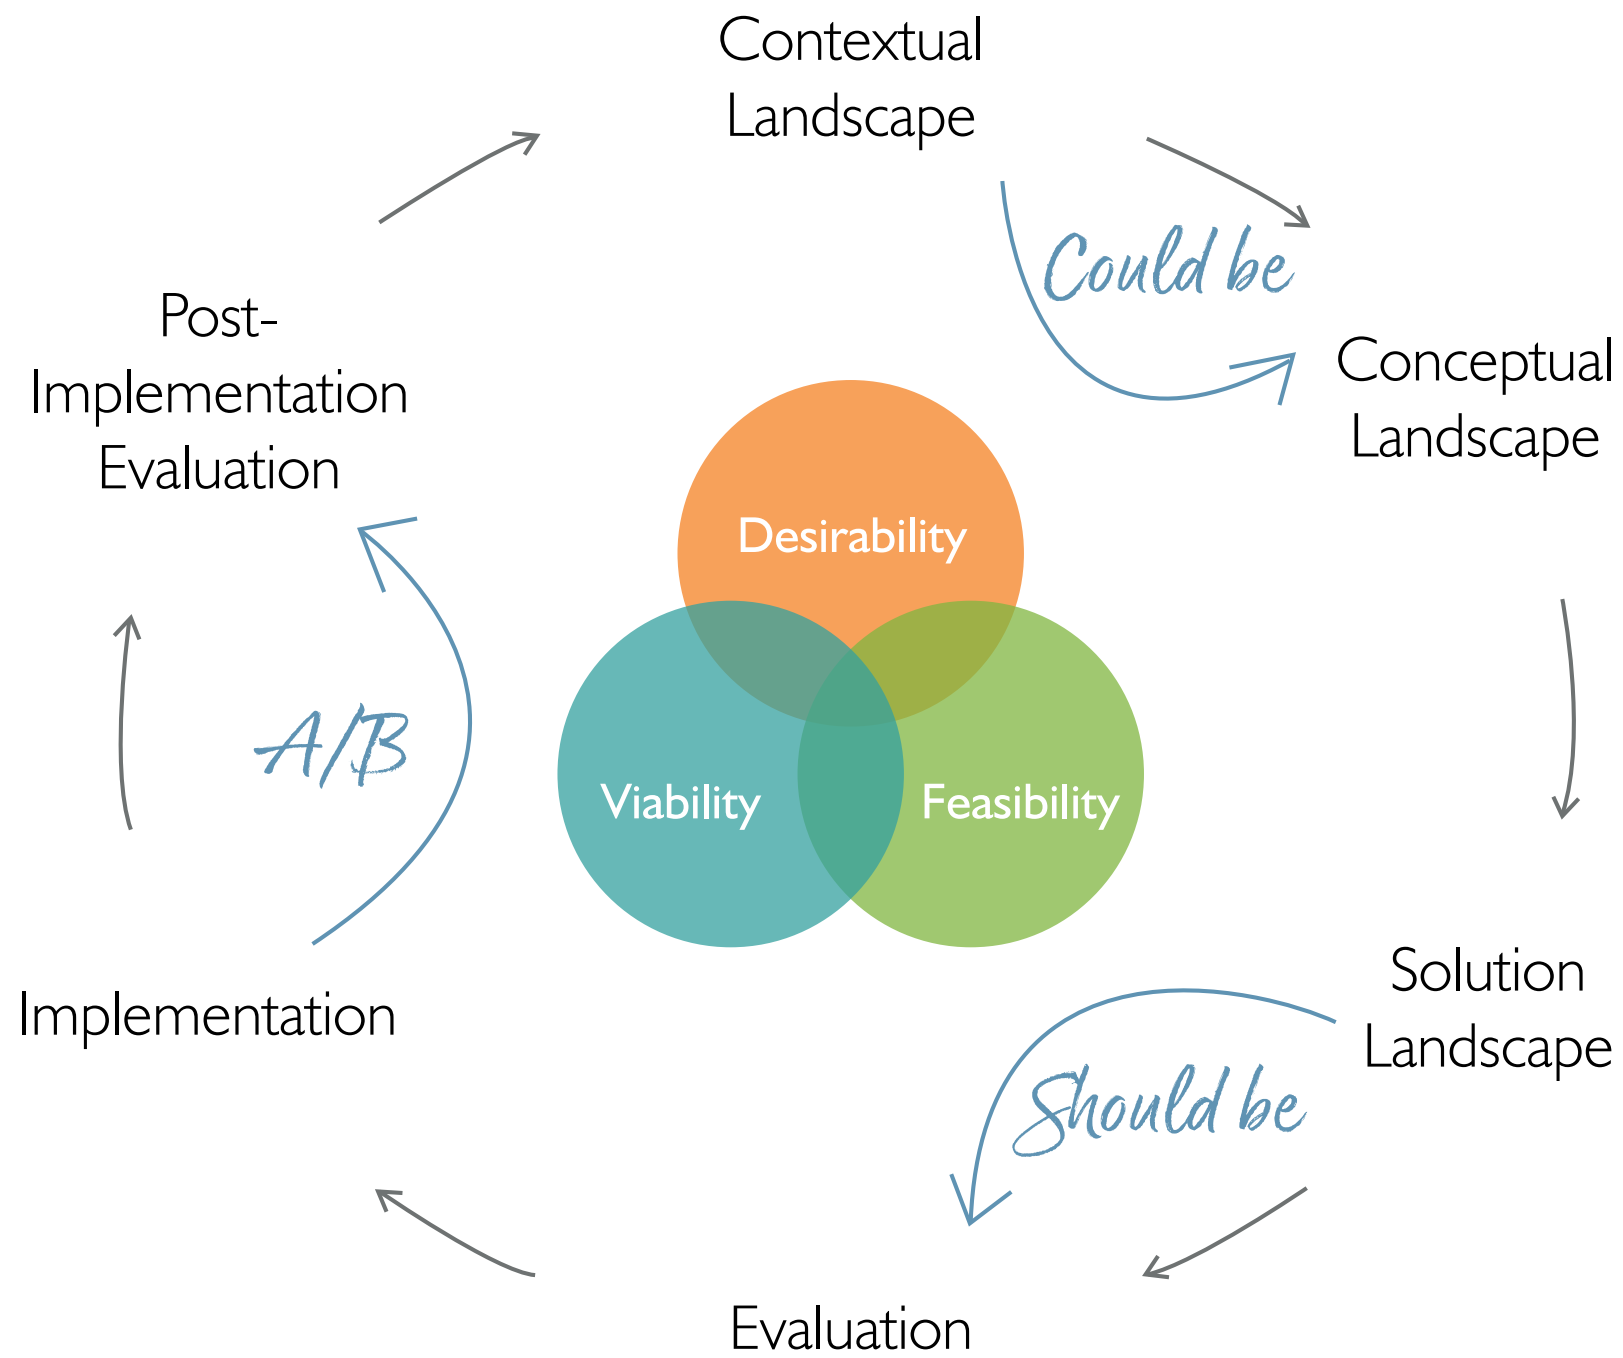 Contextual
Landscape
Could be
Conceptual
Landscape
Post-
Implementation
Evaluation
Desirability
A/B
Viability
Feasibility
Solution
Landscape
Implementation
Should be
Evaluation